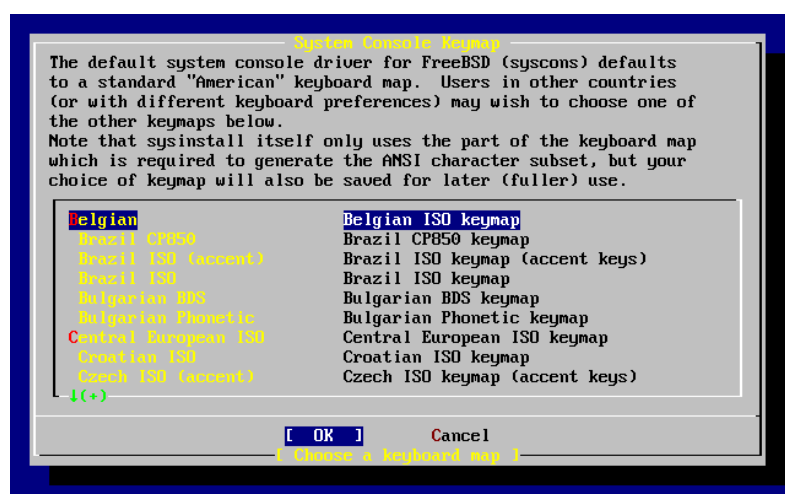 System Console Keymap
The default system console driver for FreeBSD (syscons) defaults
to a standard "American" keyboard map. Users in other countries
(or with different keyboard preferences) may wish to choose one of
the other keymaps below.
Note that sysinstall itself only uses the part of the keyboard map
which is required to generate the ANSI character subset, but your
choice of keymap will also be saved for later (fuller) use.
Belgian Belgian ISO keymap
Brazil CP850 Brazil CP850 keymap
Brazil ISO (accent) Brazil ISO keymap (accent keys)
Brazil ISO Brazil ISO keymap
Bulgarian BDS Bulgarian BDS keymap
Bulgarian Phonetic Bulgarian Phonetic keymap
Central European ISO Central European ISO keymap
Croatian ISO Croatian ISO keymap
Czech ISO (accent) Czech ISO keymap (accent keys)
↓(+)
[ OK ] Cancel
[ Choose a keyboard map ]